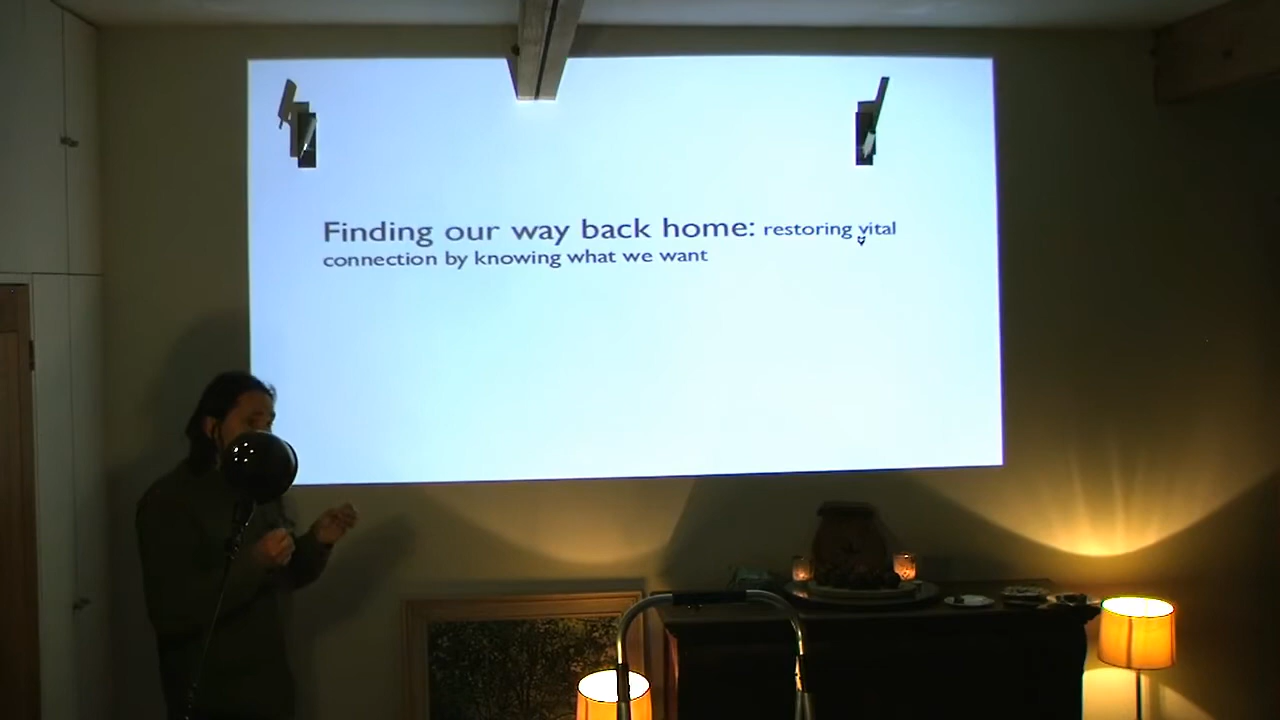 Finding our way back home: restoring vital
connection by knowing what we want